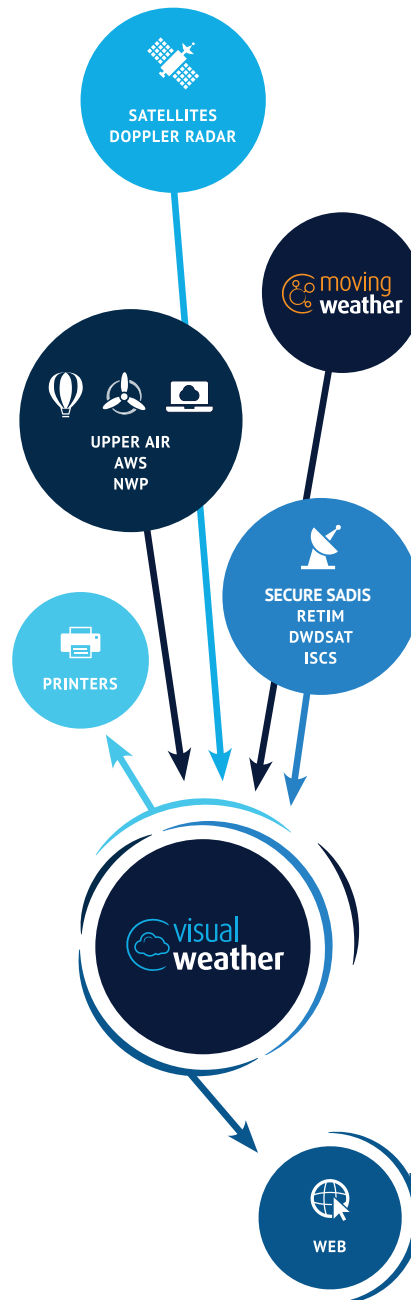 SATELLITES
DOPPLER RADAR
moving
weather
UPPER AIR
AWS
NWP
SECURE SADIS
RETIM
DWDSAT
ISCS
PRINTERS
visual
weather
WEB